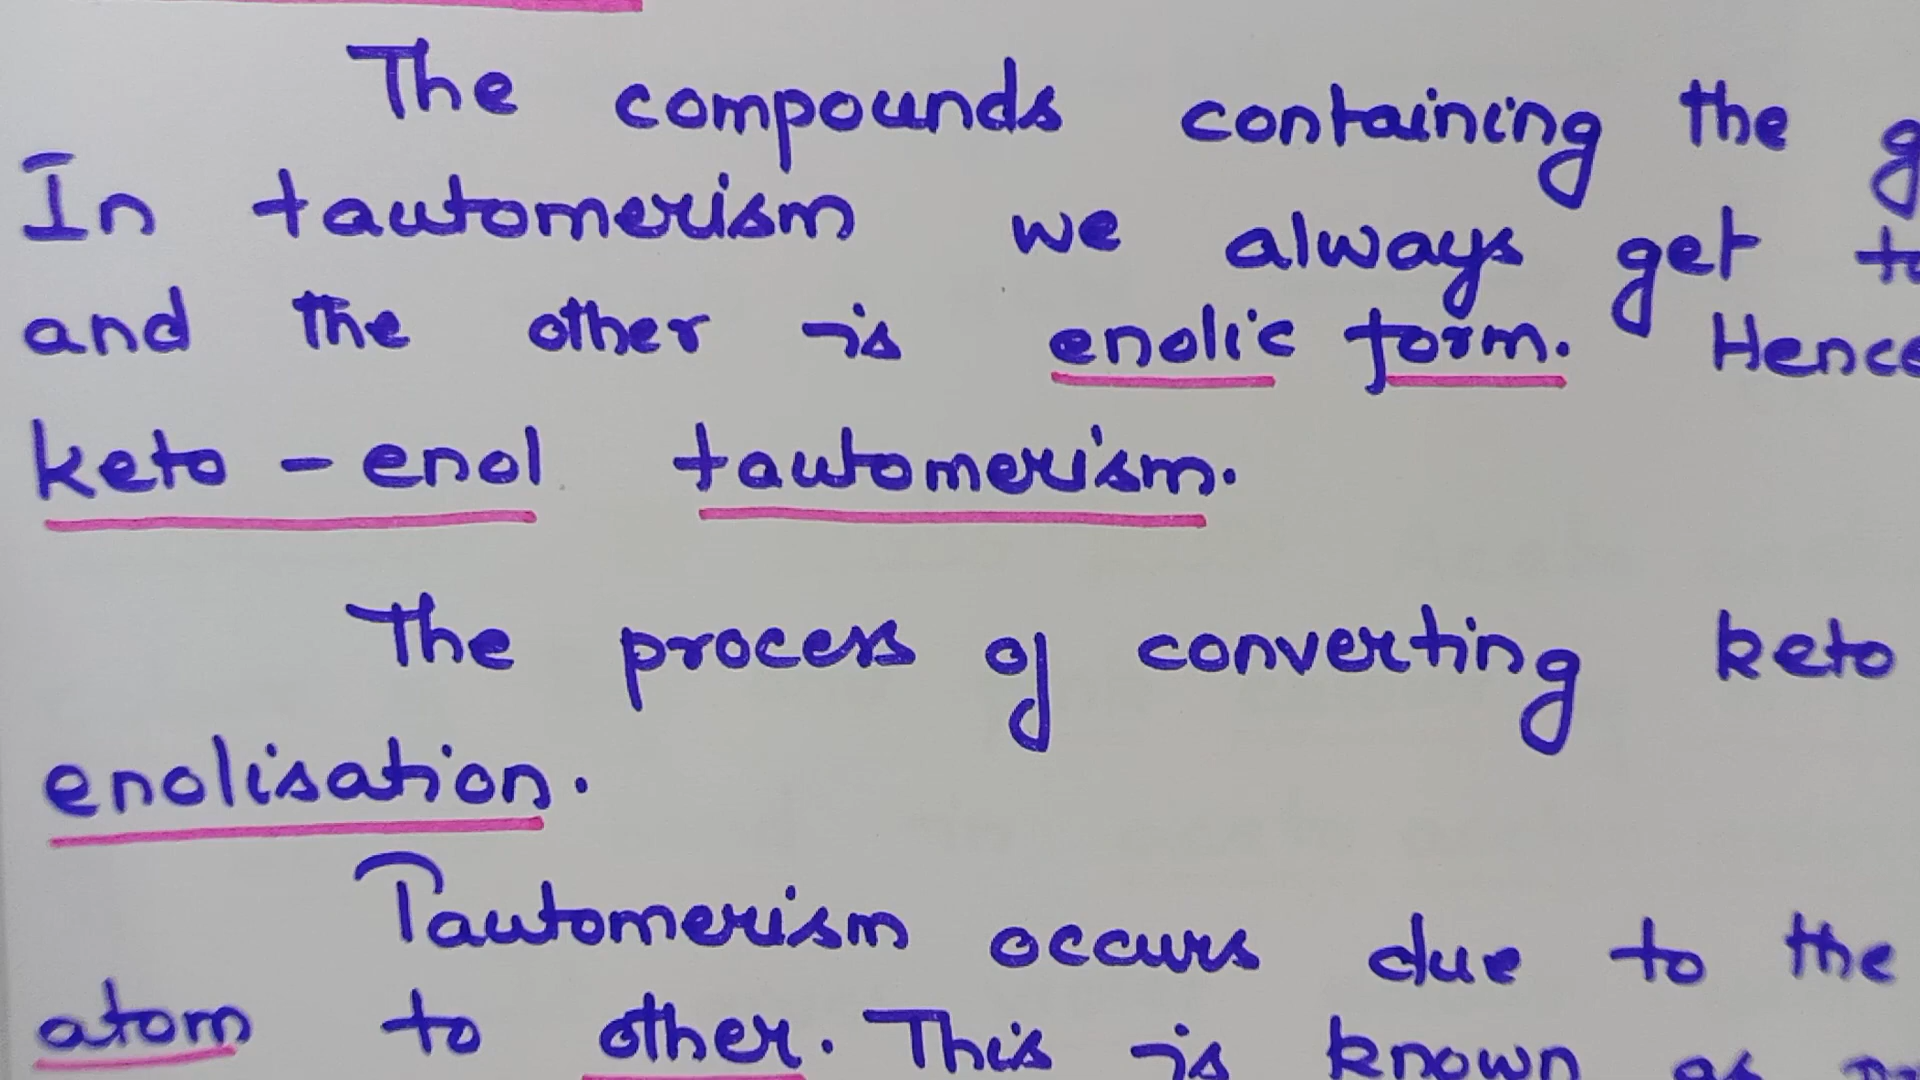 The compounds containing the g
In tautomerism we always get t
and the other is enolic form. Hence
keto - enol tautomerism.
The process of converting keto
enolisation.
Tautomerism occurs due to the
atom to other. This is known as